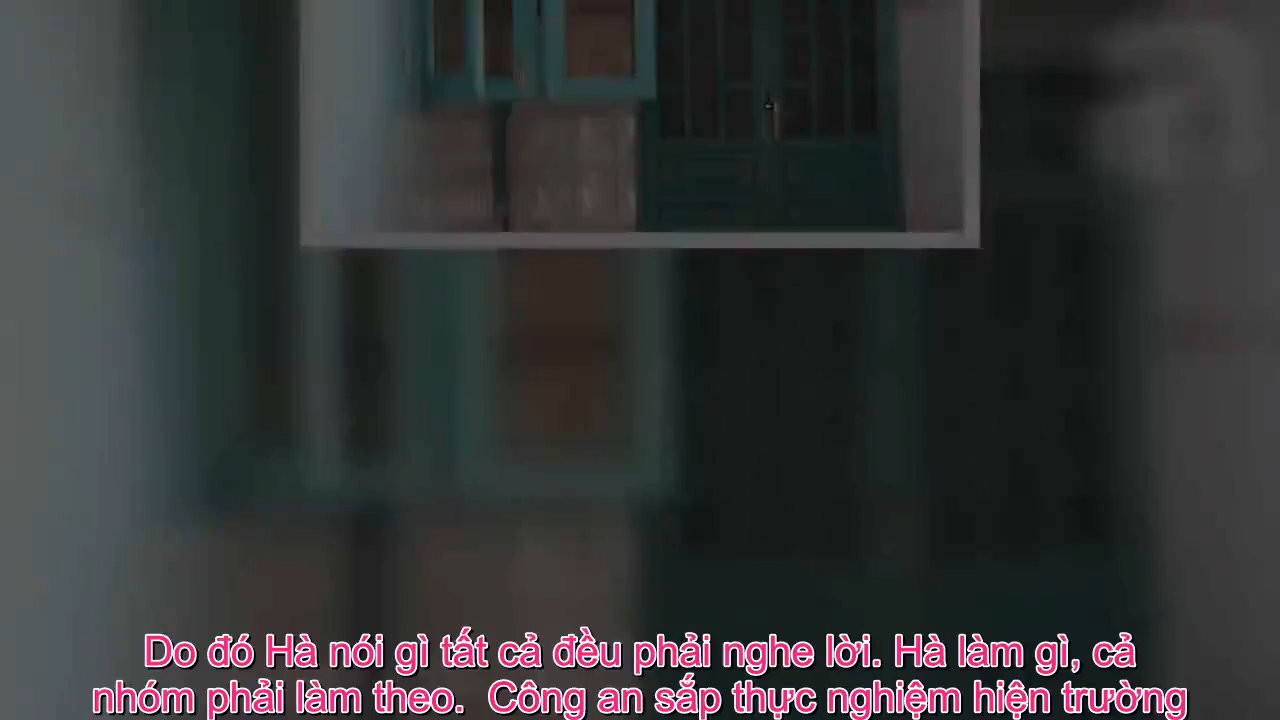 Do đó Hà nói gì tất cả đều phải nghe lời. Hà làm gì, cả
nhóm phải làm theo.  Công an sắp thực nghiệm hiện trường